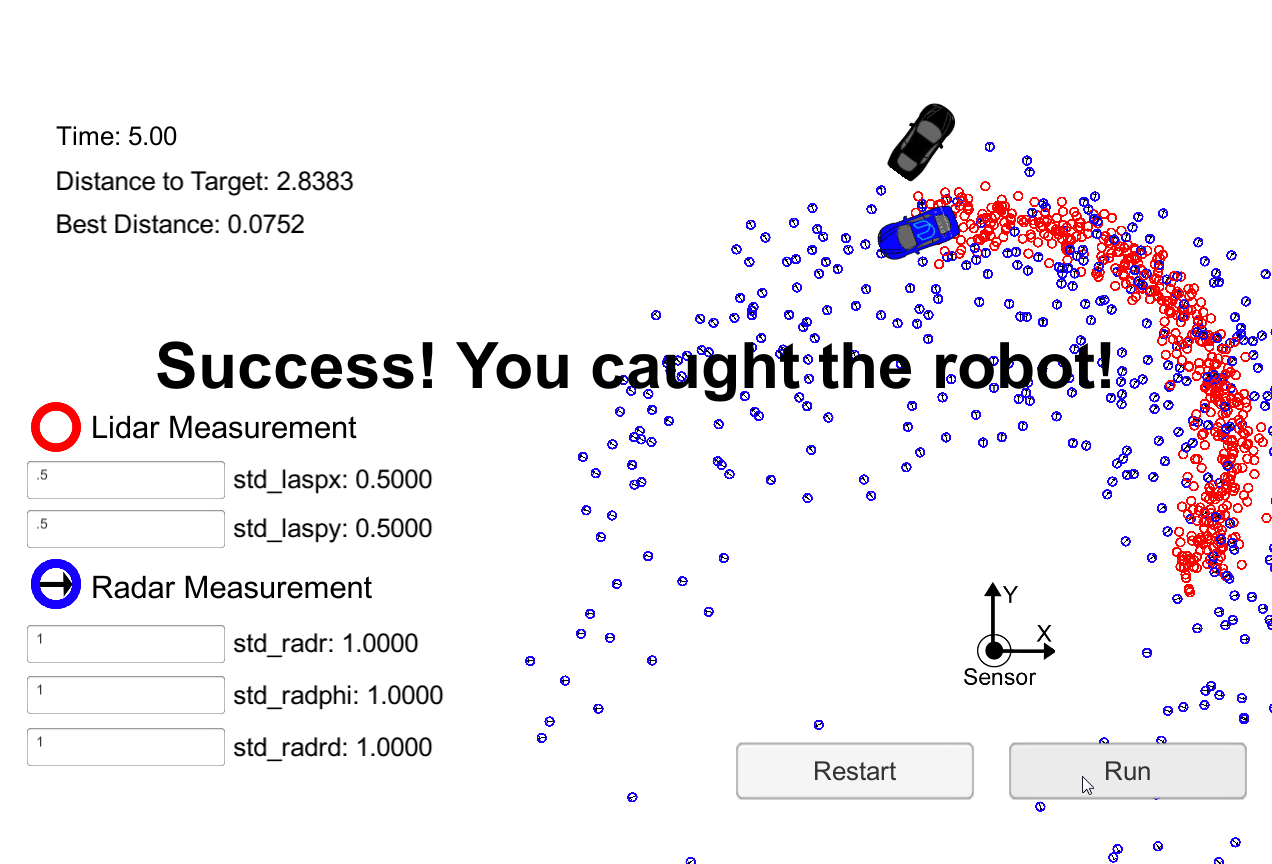 Time: 5.00
Distance to Target: 2.8383
Best Distance: 0.0752
Success! You caught the robot!
Lidar Measurement
.5
std_laspx: 0.5000
.5
std_laspy: 0.5000
Radar Measurement
1
std_radr: 1.0000
1
std_radphi: 1.0000
1
std_radrd: 1.0000
Y
X
Sensor
Restart
Run